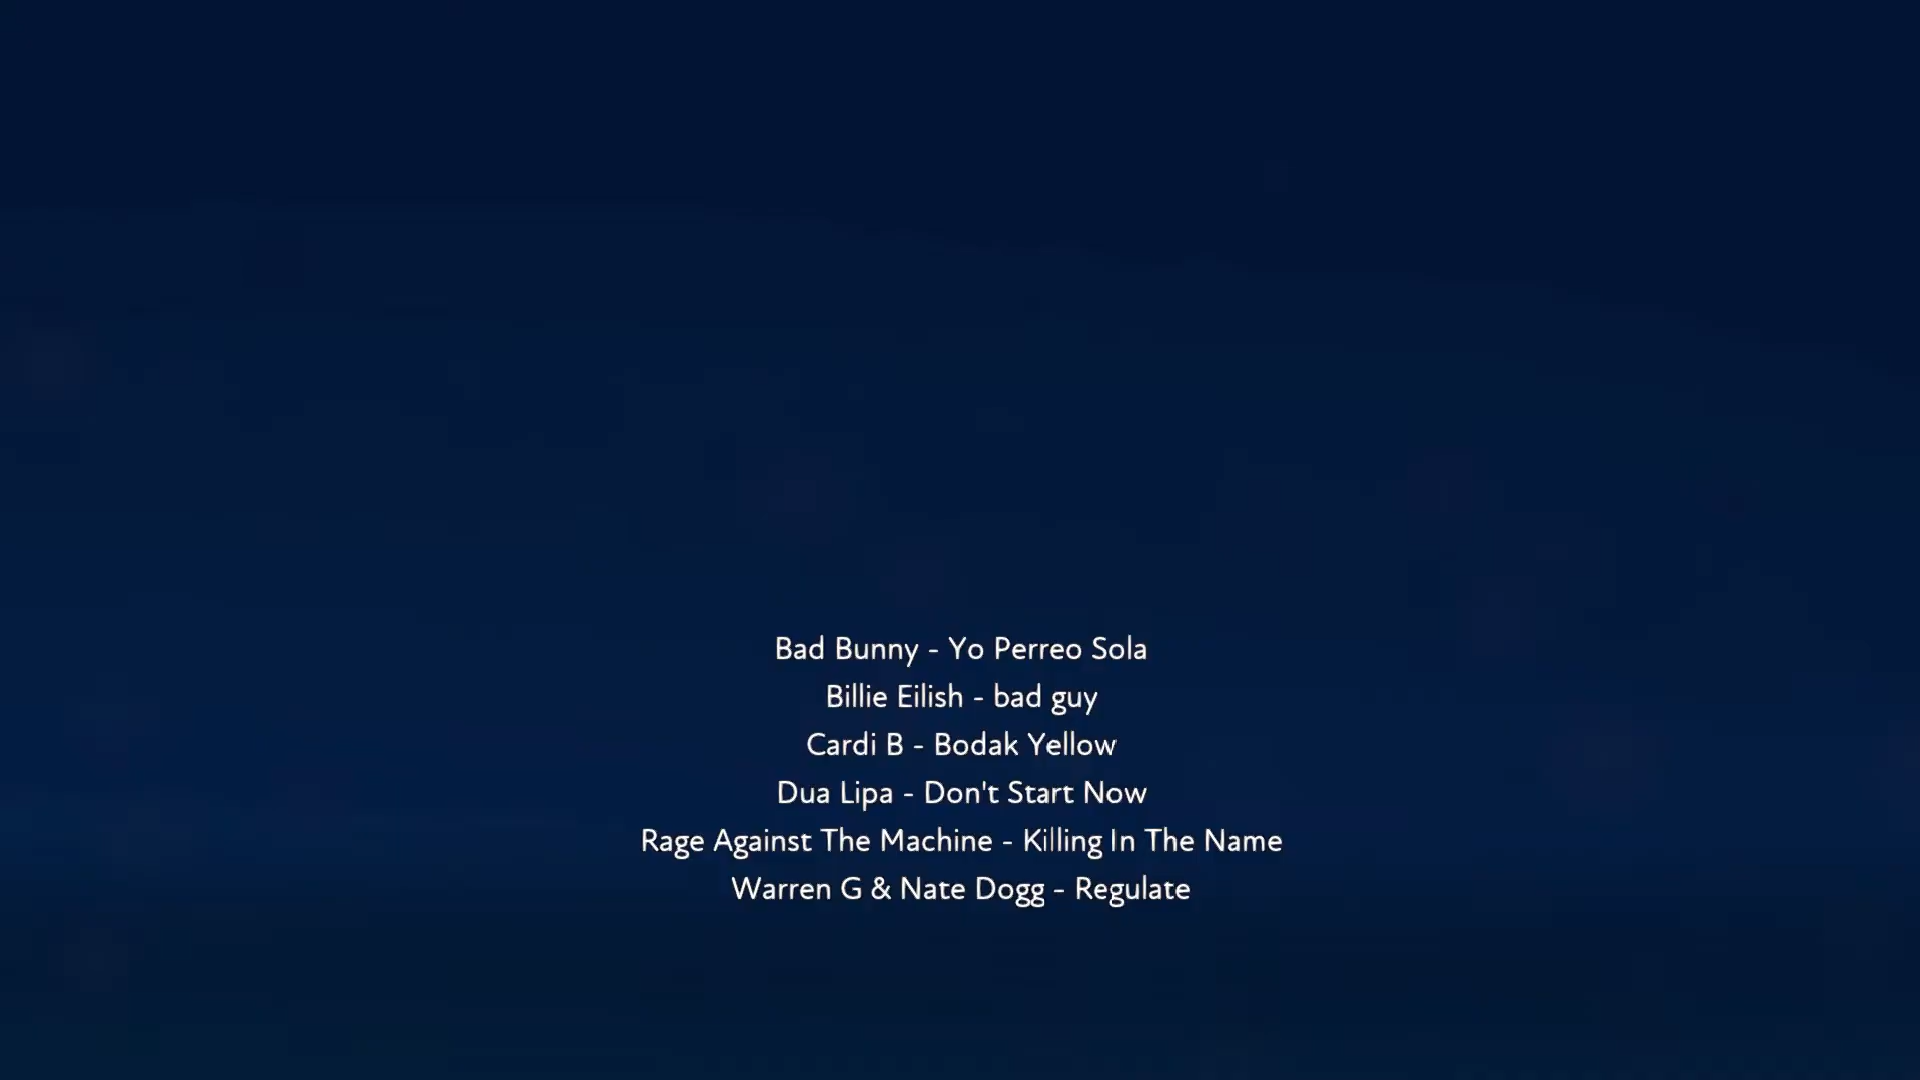 Bad Bunny - Yo Perreo Sola
Billie Eilish - bad guy
Cardi B - Bodak Yellow
Dua Lipa - Don't Start Now
Rage Against The Machine - Killing In The Name
Warren G & Nate Dogg - Regulate